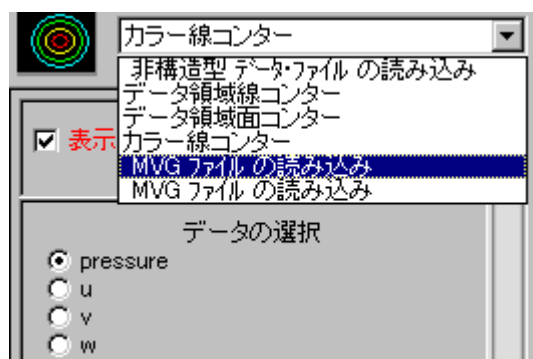 カラー線コンター
非構造型 ﾃﾞｰﾀ･ﾌｧｲﾙ の読み込み
データ領域線コンター
データ領域面コンター
カラー線コンター
MVG ﾌｧｲﾙ の読み込み
MVG ﾌｧｲﾙ の読み込み
表示
データの選択
pressure
u
v
w